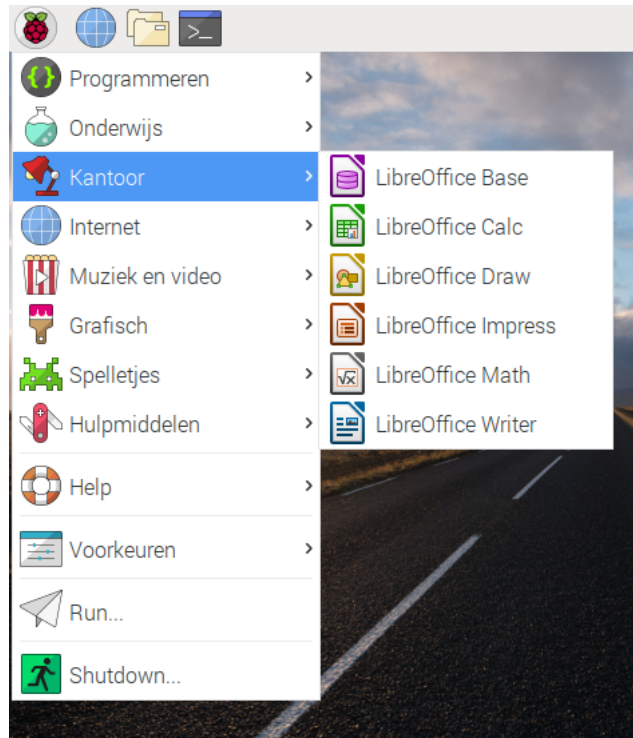 Programmeren
Onderwijs
Kantoor
Internet
Muziek en video
Grafisch
Spelletjes
Hulpmiddelen
Help
Voorkeuren
Run...
Shutdown...
LibreOffice Base
LibreOffice Calc
LibreOffice Draw
LibreOffice Impress
LibreOffice Math
LibreOffice Writer